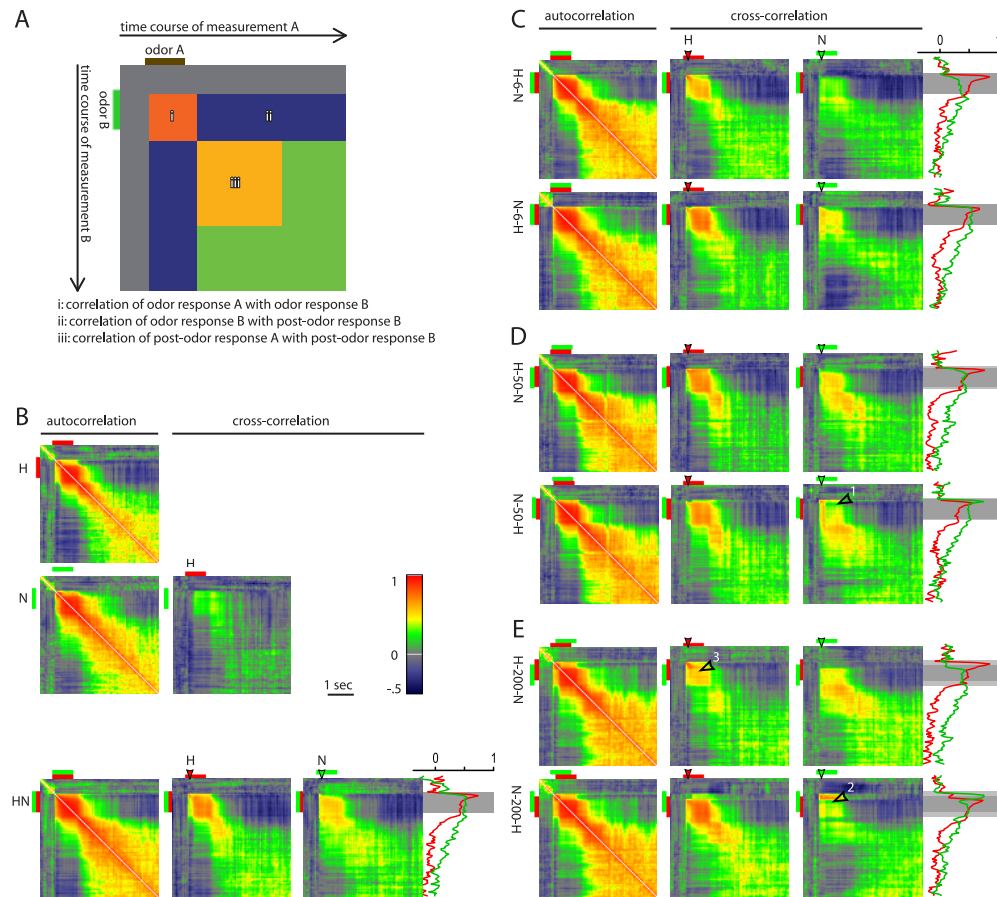 A
time course of measurement A
odor A
time course of measurement B
odor B
i
ii
iii
i: correlation of odor response A with odor response B
ii: correlation of odor response B with post-odor response B
iii: correlation of post-odor response A with post-odor response B
B
autocorrelation
cross-correlation
H
N
H
1
0
-.5
1 sec
HN
H
N
0
1
C
autocorrelation
cross-correlation
H
N
0
1
H-6-N
N-6-H
D
H-50-N
N-50-H
1
E
H-200-N
3
N-200-H
2